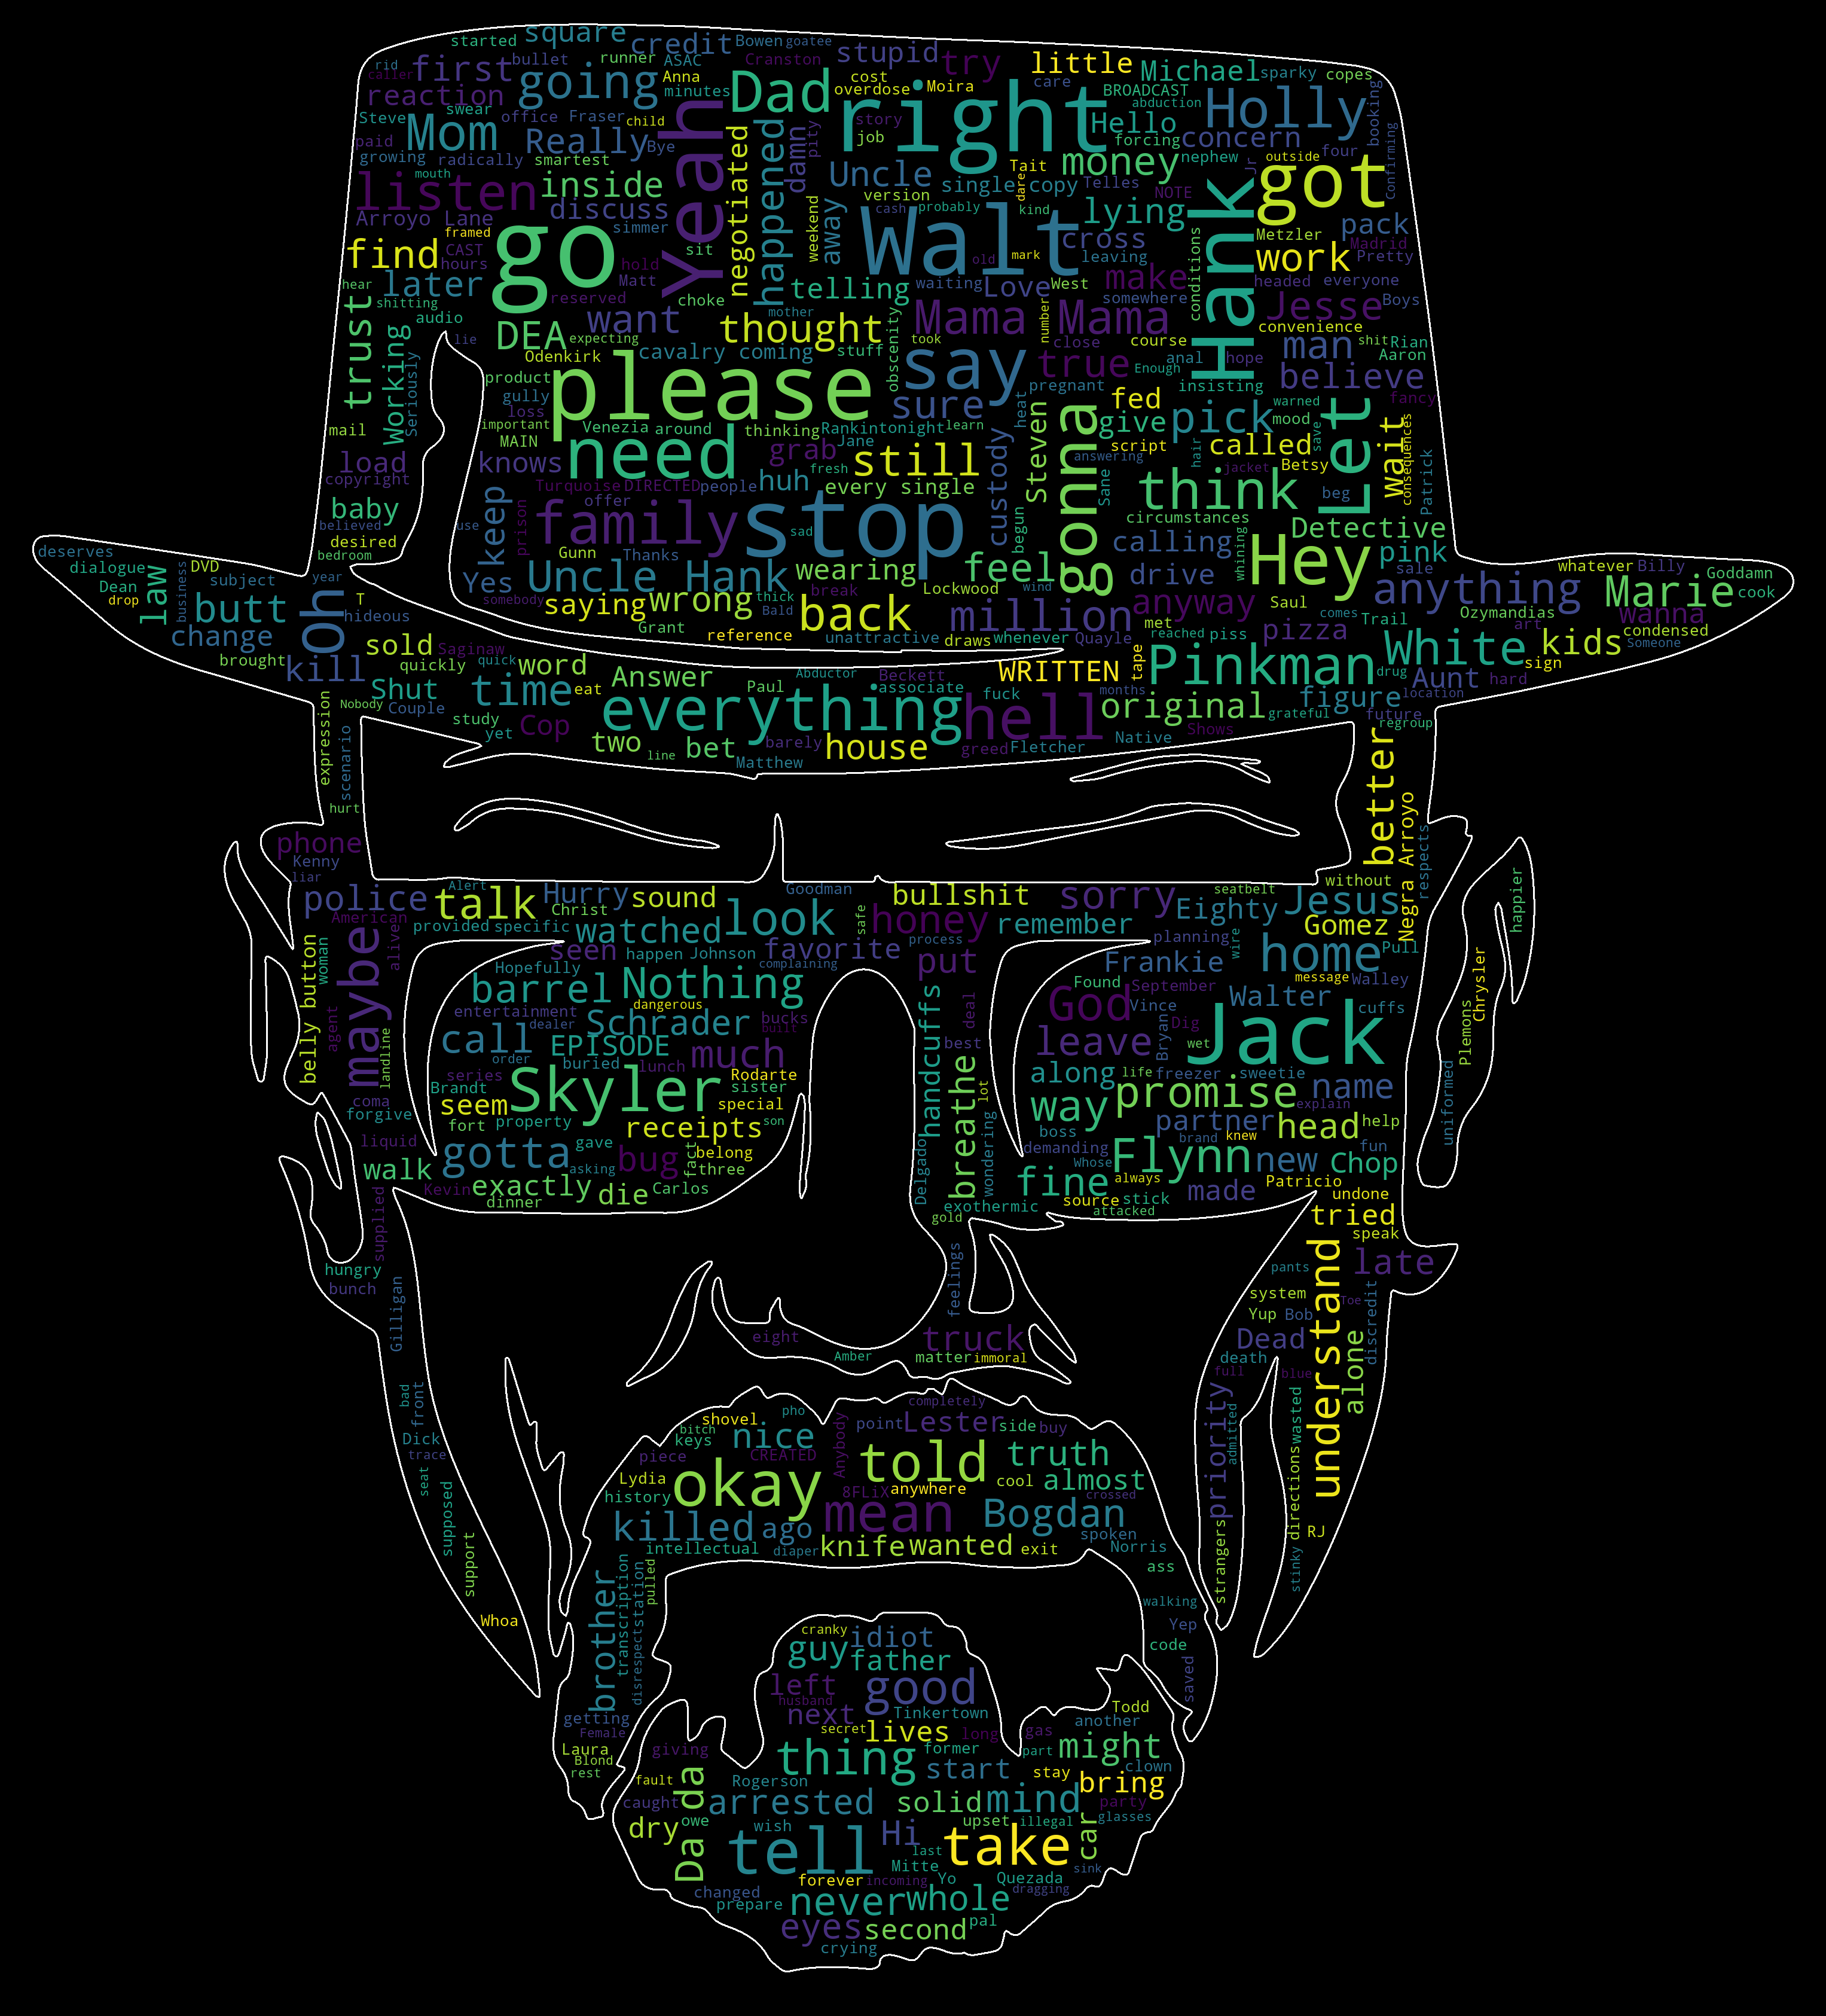 started square credit Bowen goatee
rid first bullet runner ASAC Cranston stupid try little Michael sparky copes
caller going Anna Dad cost Moira right care BROADCAST abduction Holly booking
reaction minutes overdose
Steve swear office Fraser child Yeah story job Hello forcing concern Confirming
paid Mom Really Bye negotiated happened damn pity Jr outside four
growing radically smartest Uncle Tait money nephew got
mouth listen inside version single copy dare Telles NOTE Hank
Arroyo Lane discuss weekend away cash probably kind lying pack
framed simmer Walt cross conditions Metzler Madrid
find CAST go sit old mark leaving work Pretty
hours hold telling waiting Love West make headed everyone
hear later Matt choke mother somewhere Jesse Boys
shitting reserved Mama Mama number
trust audio want thought took close course convenience
DEA expecting man shit Rian
Working Seriously lie Odenkirk cavalry coming stuff obscenity say true Enough anal hope Aaron
product please pregnant insisting believe
gully sure heat gonna fed pick Let warned fancy
loss important Venezia around thinking Rankin tonight learn give mood save consequences
mail MAIN need Jane script called hair wait
load knows grab still custody Steven answering Betsy jacket Patrick
copyright Turquoise DIRECTED people fresh huh every single Sane think beg
baby keep offer begun circumstances Detective
believed use prison family stop sad calling whining
deserves desired bedroom Gunn Thanks wearing feel Hey pink whatever Billy
dialogue DVD law year Yes Uncle Hank break Lockwood drive sale anything Goddamn
Dean business subject T somebody thick wind Saul Marie cook
drop butt oh hideous saying wrong Bald back million anyway comes Trail Ozymandias wanna
change Grant reference unattractive draws whenever Quayle met pizza art condensed
brought sold Saginaw reached piss White kids Someone
kill quickly quick word Answer Abductor Beckett WRITTEN tape Pinkman drug sign
Shut time eat Paul associate fuck months figure Aunt hard
Nobody Couple study everything hell original location
expression scenario yet Cop greed Fletcher Native Shows grateful future regroup
two line bet barely house
Matthew
hurt better
phone Negra Arroyo respects
Kenny
liar Alert Hurry sound Goodman bullshit sorry seatbelt without
police talk Christ look honey Eighty Jesus happier
American provided specific watched safe remember Gomez
belly button woman maybe alive seen happen Johnson favorite process planning wire home Pull
Hopefully complaining put Frankie message Walley Chrysler
barrel Nothing Found September
entertainment dangerous handcuffs God Vince Walter cuffs Plemons
agent call dealer Schrader bucks deal Bryan Dig
landline order EPISODE built leave wet Jack
buried lunch much best
series Skyler Rodarte along life freezer sweetie
coma Brandt sister breathe lot promise name uniformed
forgive seem special way explain
fort property receipts son wondering boss partner head help
liquid gave fact belong demanding brand knew fun
walk gotta asking bug three Delgado Whose Flynn new Chop
Kevin exactly die Carlos fine always Patricio
supplied dinner exothermic source stick made undone
gold attacked tried
speak
hungry feelings understand late
bunch pants
Gilligan system Toe
Yup Bob discredit
eight truck Dead alone
Amber matter immoral death
full blue
bad front completely priority
pho point Lester side buy admitted wasted
Dick bitch shovel nice Anybody
trace keys told truth
seat piece CREATED directions
supposed Lydia okay cool almost
history 8FLiX anywhere crossed
mean Bogdan RJ
support killed ago spoken
intellectual diaper knife wanted exit Norris stinky
ass strangers
brother transcription station pulled walking
Whoa cranky Yep
disrespect guy idiot code
father
left good saved
husband
getting next Tinkertown Todd
Female secret lives long gas another
Laura giving thing former part might
Blond clown
rest fault Rogerson start stay bring
caught Da da arrested solid mind party
owe upset illegal glasses
dry wish Hi car
tell last take
Mitte sink
forever incoming Yo Quezada
changed dragging
prepare never whole
eyes second pal
crying